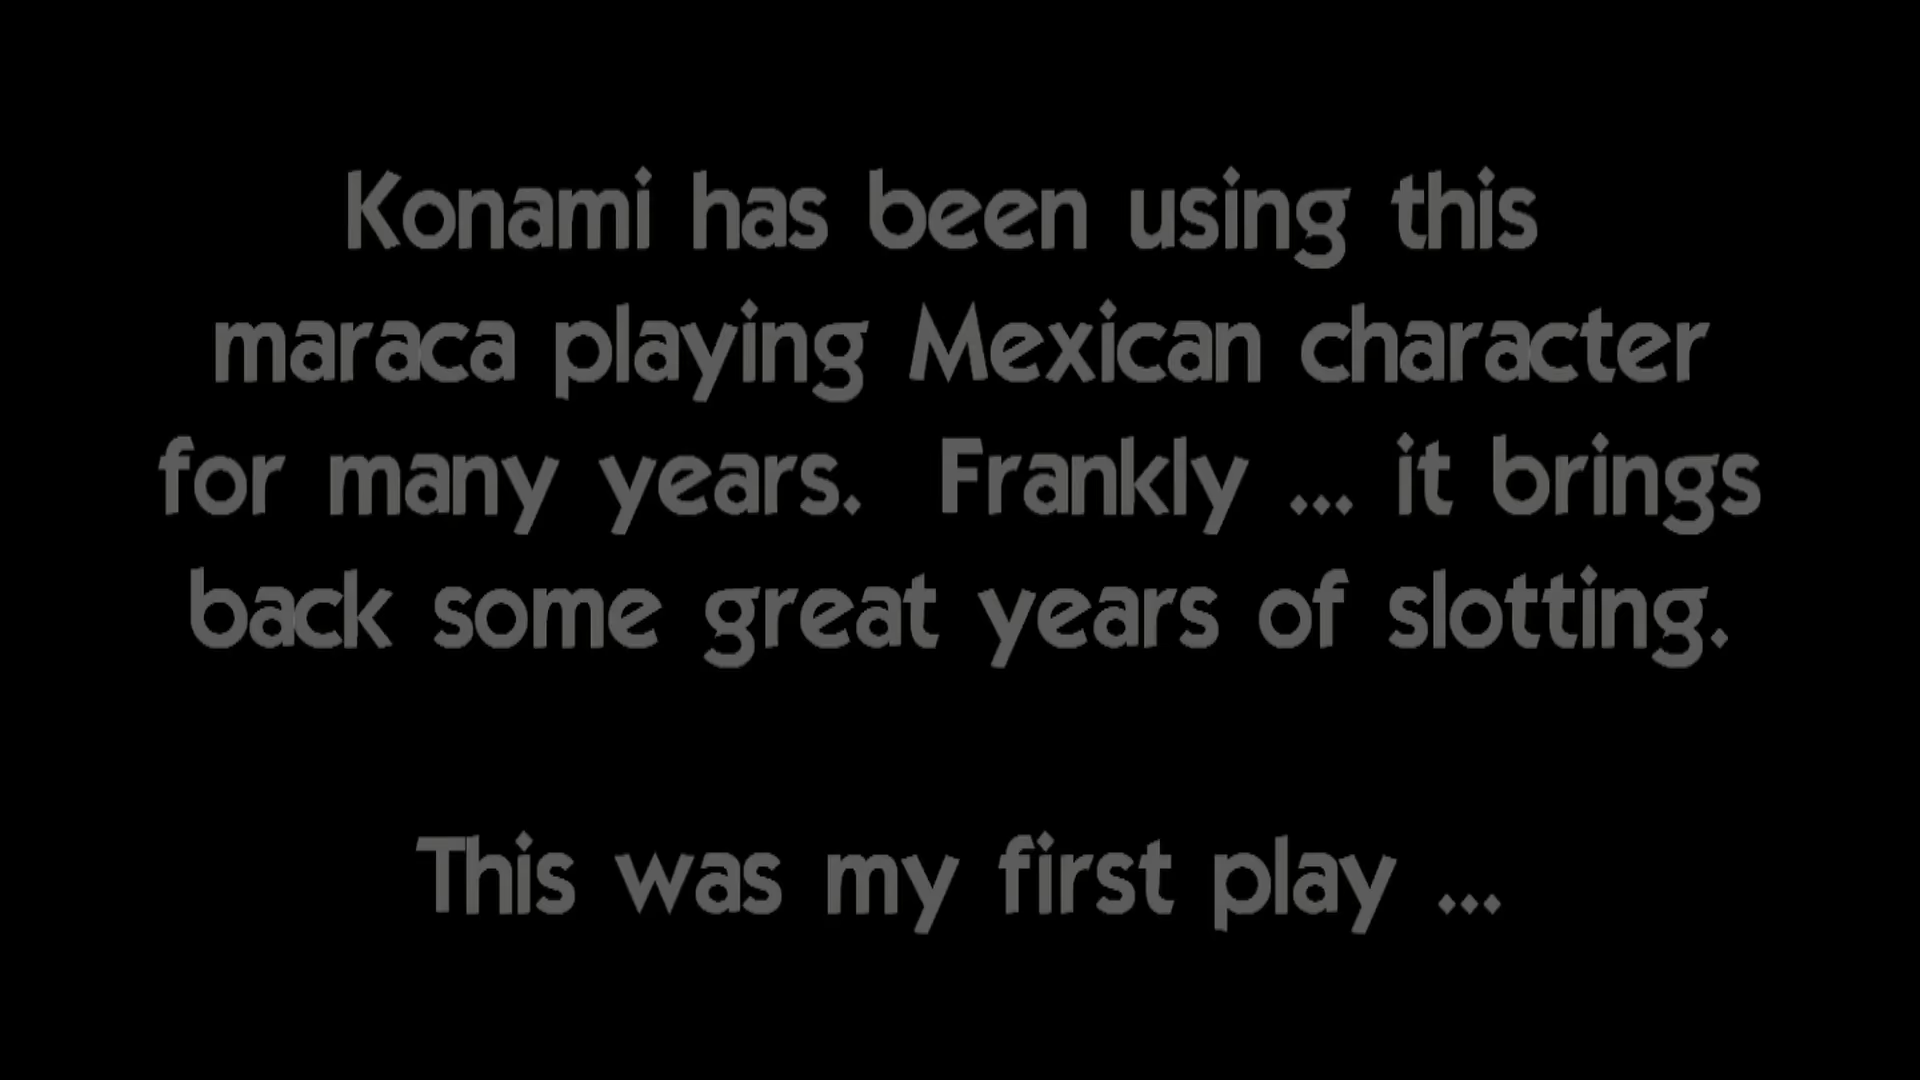 Konami has been using this
maraca playing Mexican character
for many years.  Frankly ... it brings
back some great years of slotting.
This was my first play ...